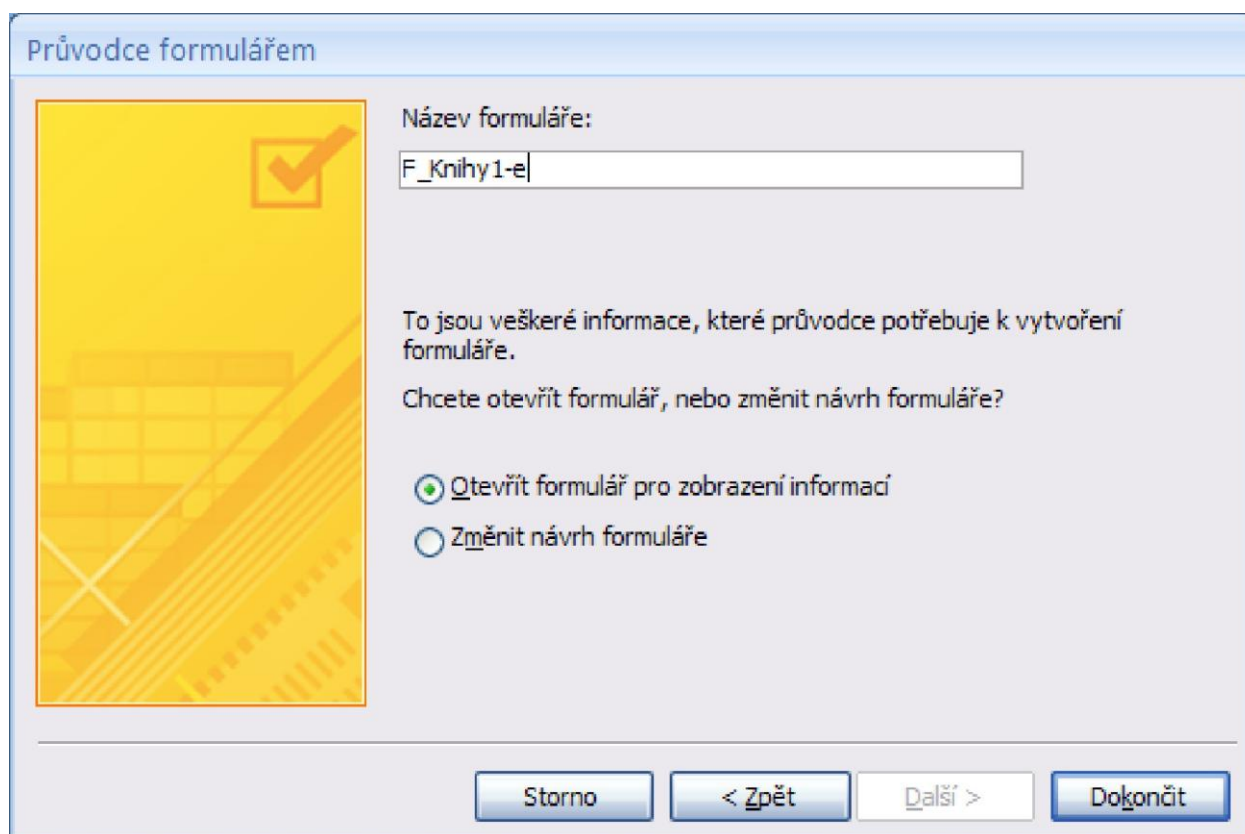 Průvodce formulářem
Název formuláře:
F_Knihy1-e
To jsou veškeré informace, které průvodce potřebuje k vytvoření
formuláře.
Chcete otevřít formulář, nebo změnit návrh formuláře?
Otevřít formulář pro zobrazení informací
Změnit návrh formuláře
Storno
< Zpět
Další >
Dokončit